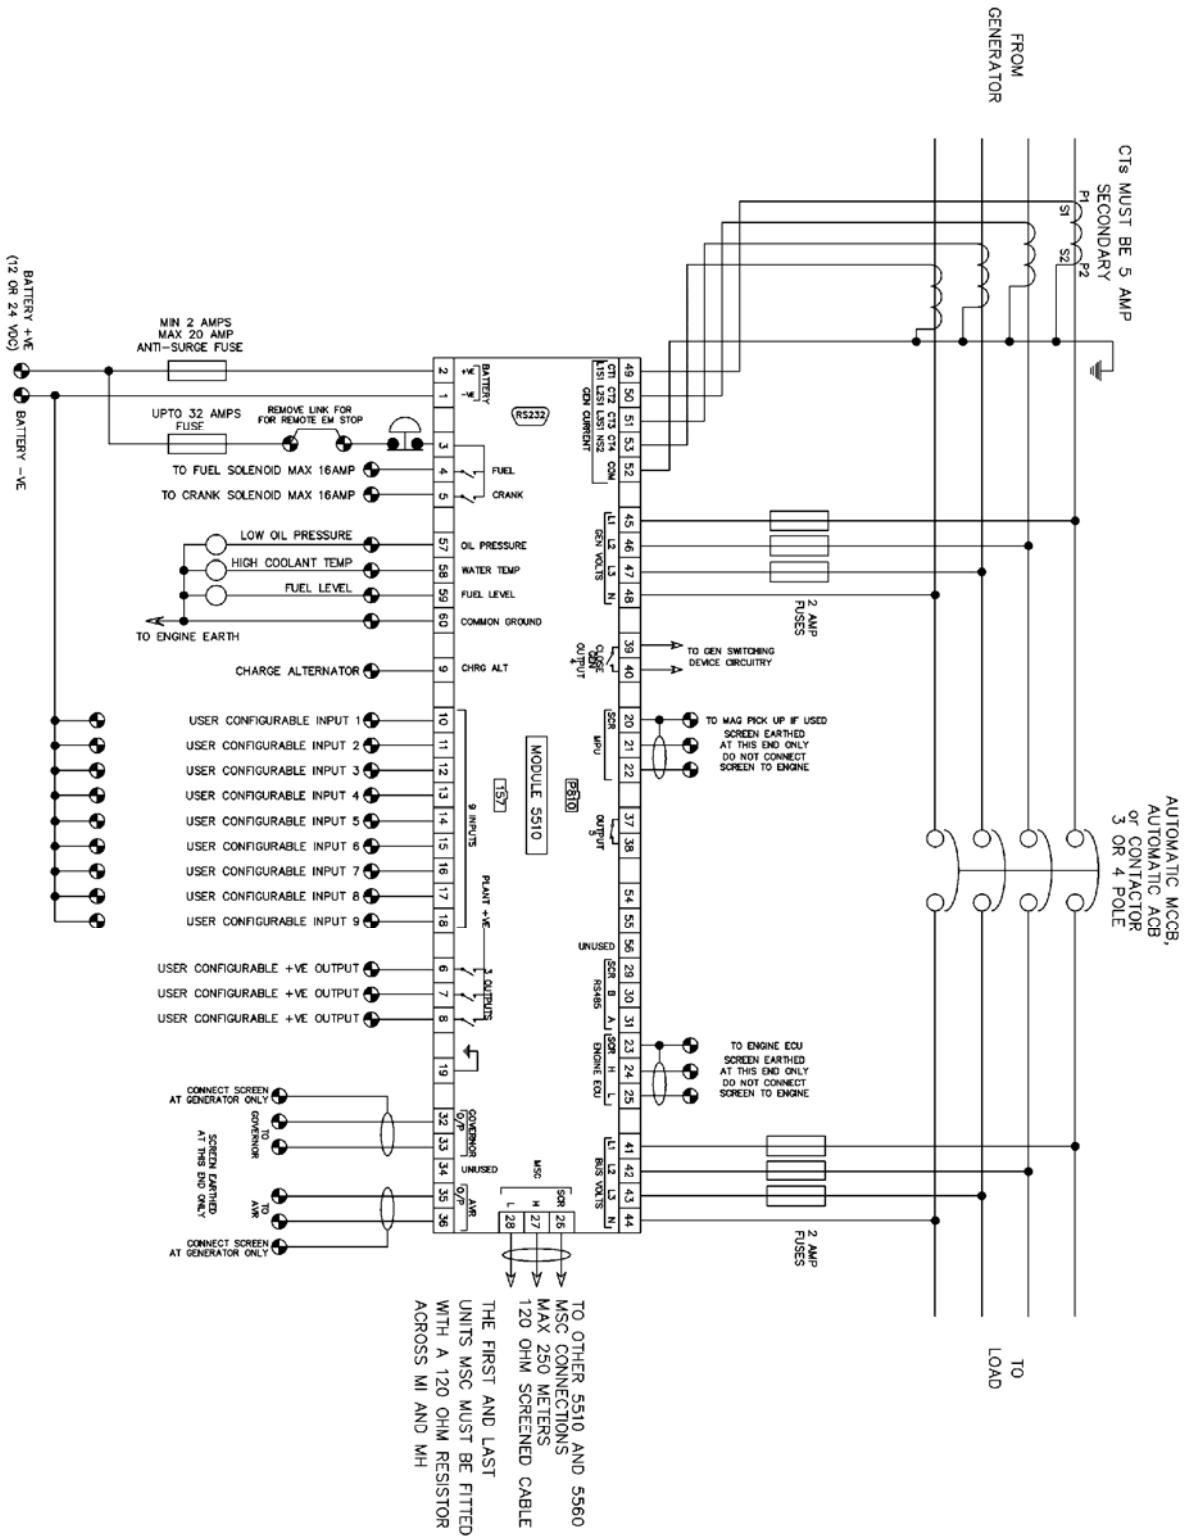 FROM
GENERATOR
CTs MUST BE 5 AMP
SECONDARY
P1
S1
S2
P2
BATTERY +VE
(12 OR 24 VDC)
BATTERY -VE
MIN 2 AMPS
MAX 20 AMP
ANTI-SURGE FUSE
UPTO 32 AMPS
FUSE
REMOVE LINK FOR
FOR REMOTE EM STOP
TO FUEL SOLENOID MAX 16AMP
TO CRANK SOLENOID MAX 16AMP
LOW OIL PRESSURE
HIGH COOLANT TEMP
FUEL LEVEL
TO ENGINE EARTH
CHARGE ALTERNATOR
USER CONFIGURABLE INPUT 1
USER CONFIGURABLE INPUT 2
USER CONFIGURABLE INPUT 3
USER CONFIGURABLE INPUT 4
USER CONFIGURABLE INPUT 5
USER CONFIGURABLE INPUT 6
USER CONFIGURABLE INPUT 7
USER CONFIGURABLE INPUT 8
USER CONFIGURABLE INPUT 9
USER CONFIGURABLE +VE OUTPUT
USER CONFIGURABLE +VE OUTPUT
USER CONFIGURABLE +VE OUTPUT
CONNECT SCREEN
AT GENERATOR ONLY
TO
GOVERNOR
SCREEN EARTHED
AT THIS END ONLY
TO
AVR
CONNECT SCREEN
AT GENERATOR ONLY
2
1
3
4
5
57
58
59
60
9
10
11
12
13
14
15
16
17
18
6
7
8
19
32
33
34
35
36
BATTERY
+VE
-VE
FUEL
CRANK
OIL PRESSURE
WATER TEMP
FUEL LEVEL
COMMON GROUND
CHRG ALT
9 INPUTS
PLANT +VE
3 OUTPUTS
GOVERNOR
O/P
UNUSED
AVR
O/P
RS232
MODULE 5510
157
P810
MSC
SCR
H
L
28
27
26
CT1 CT2 CT3 CT4 COM
L1S1 L2S1 L3S1 NS2
GEN CURRENT
49
50
51
53
52
L1
L2
L3
N
GEN VOLTS
45
46
47
48
CLOSE
GEN
OUTPUT 4
39
40
SCR
MPU
20
21
22
OUTPUT
5
37
38
54
55
56
UNUSED
SCR
B
A
RS485
29
30
31
SCR
H
L
ENGINE ECU
23
24
25
L1
L2
L3
N
BUS VOLTS
41
42
43
44
2 AMP
FUSES
TO GEN SWITCHING
DEVICE CIRCUITRY
TO MAG PICK UP IF USED
SCREEN EARTHED
AT THIS END ONLY
DO NOT CONNECT
SCREEN TO ENGINE
TO ENGINE ECU
SCREEN EARTHED
AT THIS END ONLY
DO NOT CONNECT
SCREEN TO ENGINE
2 AMP
FUSES
AUTOMATIC MCCB,
AUTOMATIC ACB
or CONTACTOR
3 OR 4 POLE
TO
LOAD
TO OTHER 5510 AND 5560
MSC CONNECTIONS
MAX 250 METERS
120 OHM SCREENED CABLE
THE FIRST AND LAST
UNITS MSC MUST BE FITTED
WITH A 120 OHM RESISTOR
ACROSS MI AND MH